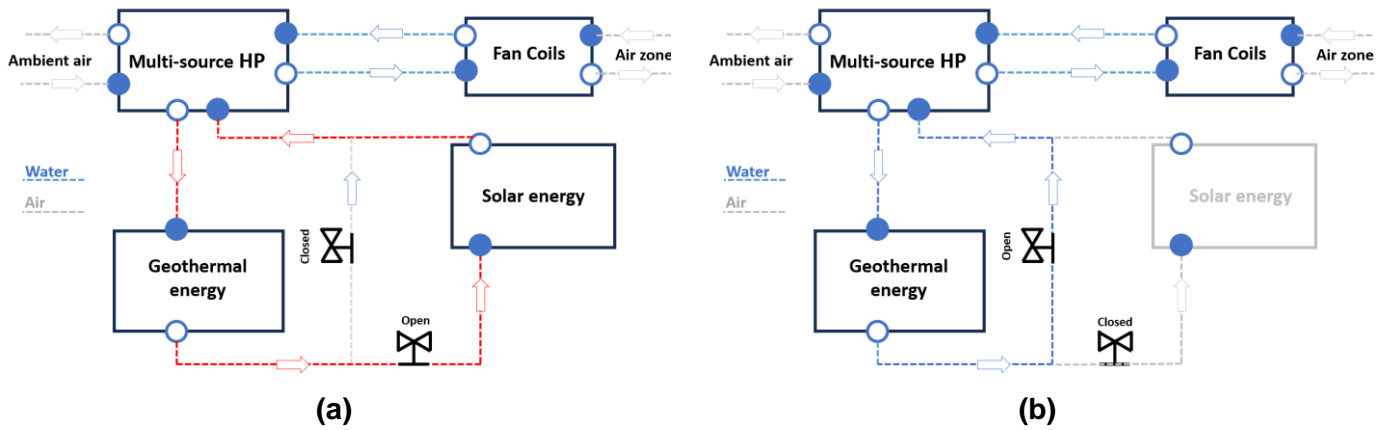 Ambient air
Multi-source HP
Fan Coils
Air zone
Water
Air
Solar energy
Closed
Geothermal
energy
Open
(a)
Ambient air
Multi-source HP
Fan Coils
Air zone
Water
Air
Solar energy
Open
Geothermal
energy
Closed
(b)